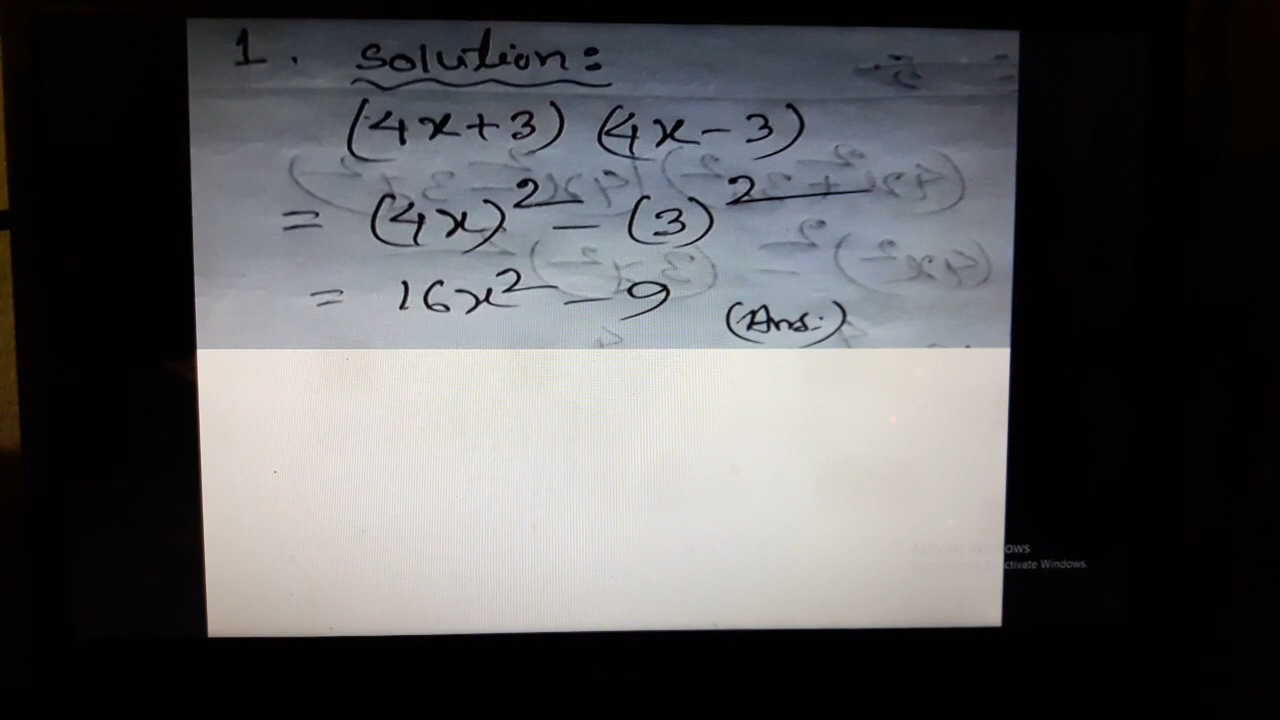 1. Solution:
(4x+3) (4x-3)
= (4x)² - (3)²
= 16x² - 9 (Ans.)